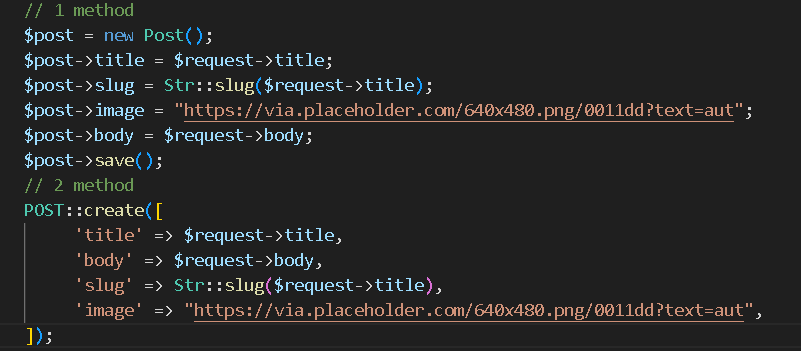 // 1 method
$post = new Post();
$post->title = $request->title;
$post->slug = Str::slug($request->title);
$post->image = "https://via.placeholder.com/640x480.png/0011dd?text=aut";
$post->body = $request->body;
$post->save();
// 2 method
POST::create([
    'title' => $request->title,
    'body' => $request->body,
    'slug' => Str::slug($request->title),
    'image' => "https://via.placeholder.com/640x480.png/0011dd?text=aut",
]);